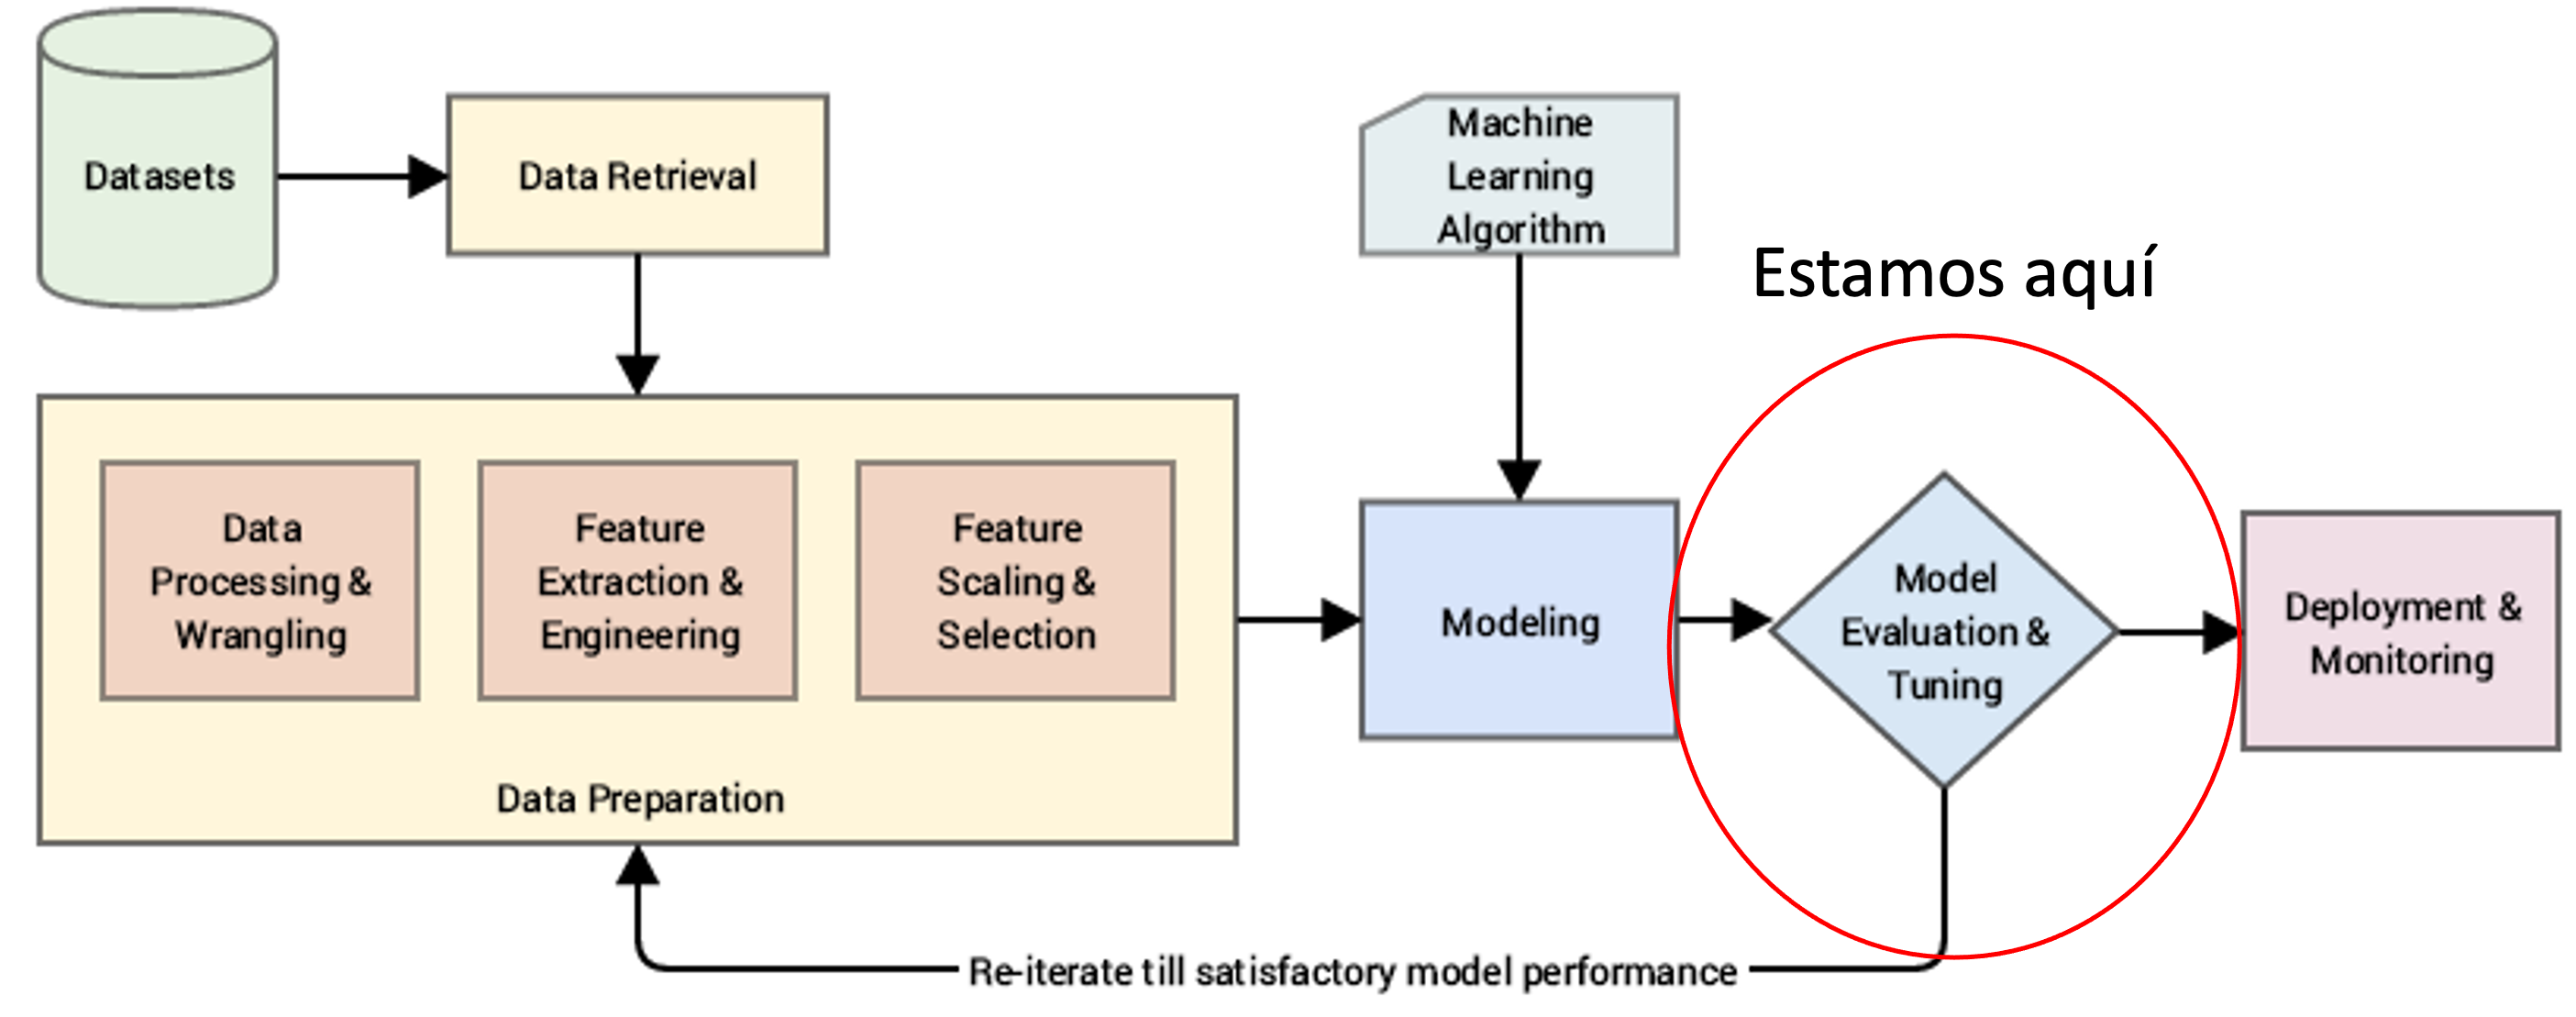 Datasets
Data Retrieval
Machine
Learning
Algorithm
Estamos aquí
Data
Processing &
Wrangling
Feature
Extraction &
Engineering
Feature
Scaling &
Selection
Data Preparation
Modeling
Model
Evaluation &
Tuning
Deployment &
Monitoring
Re-iterate till satisfactory model performance